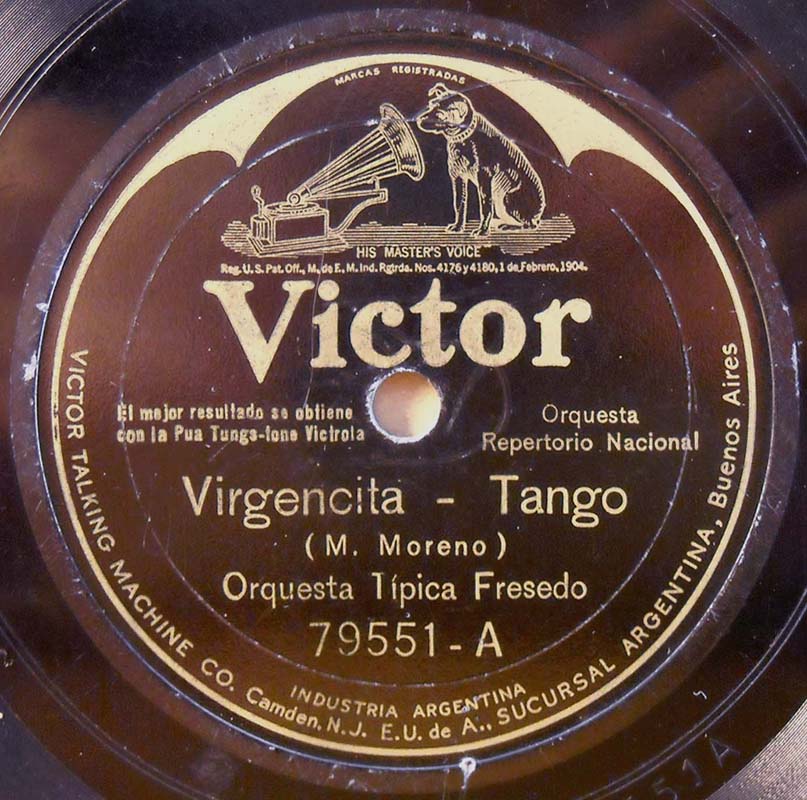 MARCAS REGISTRADAS
HIS MASTER'S VOICE
Reg. U.S. Pat. Off., M. de E., M. Ind. Rgtrda. Nos. 4176 y 4180, 1 de Febrero, 1904.
Victor
El mejor resultado se obtiene
con la Pua Tungs-tone Victrola
Orquesta
Repertorio Nacional
Virgencita - Tango
(M. Moreno)
Orquesta Típica Fresedo
79551-A
INDUSTRIA ARGENTINA
VICTOR TALKING MACHINE CO. Camden, N.J. E.U. de A., SUCURSAL ARGENTINA, Buenos Aires